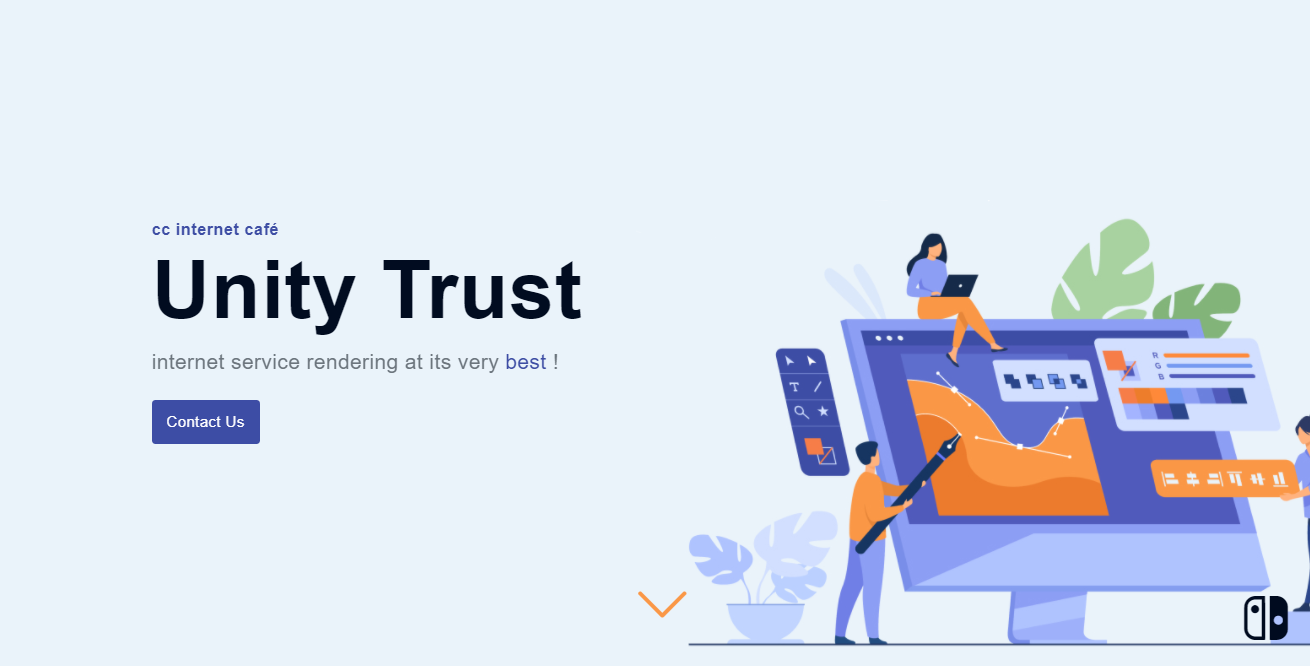 cc internet café
Unity Trust
internet service rendering at its very best !
Contact Us
T
R
G
B